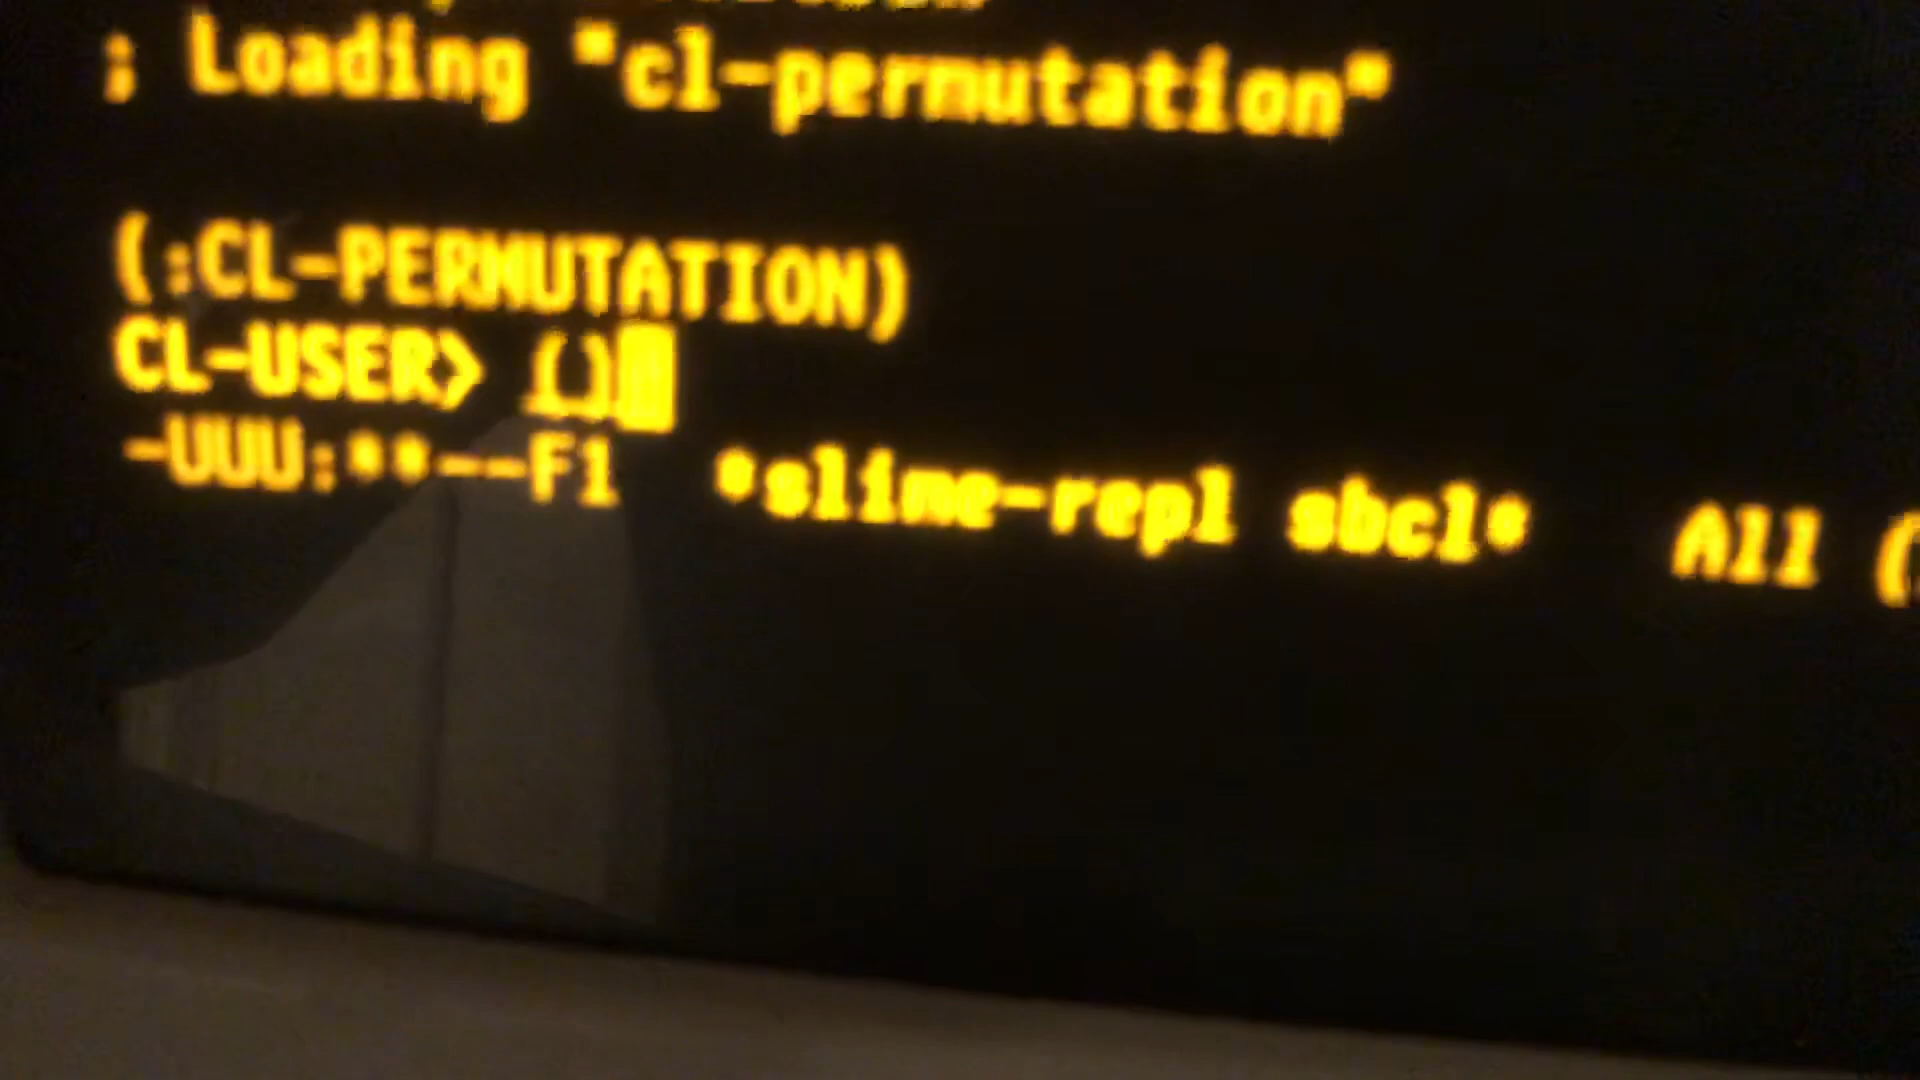 ; Loading "cl-permutation"
(:CL-PERMUTATION)
CL-USER> ()
-UUU:**--F1 *slime-repl sbcl* All (